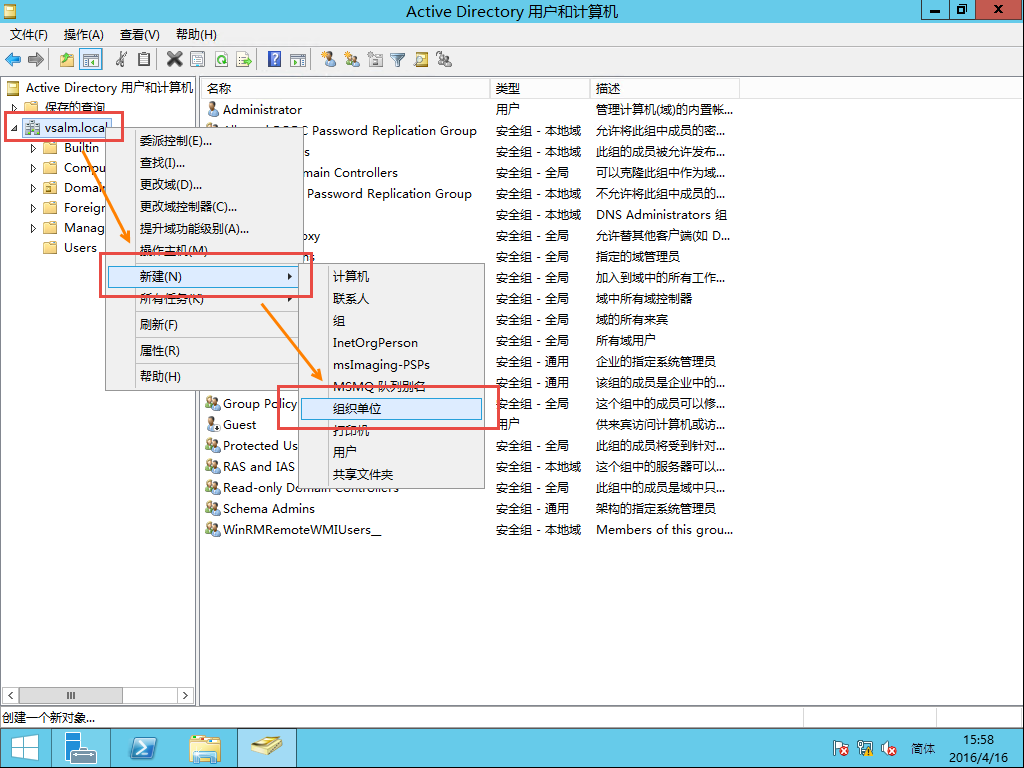 Active Directory 用户和计算机
文件(F) 操作(A) 查看(V) 帮助(H)
Active Directory 用户和计算机
保存的查询
vsalm.local
Builtin
Compu
Domai
Foreign
Manag
Users
委派控制(E)...
查找(I)...
更改域(D)...
更改域控制器(C)...
提升域功能级别(A)...
操作主机(M)
新建(N)
所有任务(K)
刷新(F)
属性(R)
帮助(H)
计算机
联系人
组
InetOrgPerson
msImaging-PSPs
MSMQ 队列别名
组织单位
打印机
用户
共享文件夹
名称 类型 描述
Administrator 用户 管理计算机(域)的内置帐...
C Password Replication Group 安全组 - 本地域 允许将此组中成员的密...
s 安全组 - 本地域 此组的成员被允许发布...
main Controllers 安全组 - 全局 可以克隆此组中作为域...
Password Replication Group 安全组 - 本地域 不允许将此组中成员的...
安全组 - 本地域 DNS Administrators 组
oxy 安全组 - 全局 允许替其他客户端(如 D...
ns 安全组 - 全局 指定的域管理员
安全组 - 全局 加入到域中的所有工作...
安全组 - 全局 域中所有域控制器
安全组 - 全局 域的所有来宾
安全组 - 全局 所有域用户
安全组 - 通用 企业的指定系统管理员
安全组 - 通用 该组的成员是企业中的...
Group Policy 安全组 - 全局 这个组中的成员可以修...
Guest 用户 供来宾访问计算机或访...
Protected Us 安全组 - 全局 此组的成员将受到针对...
RAS and IAS 安全组 - 本地域 这个组中的服务器可以...
Read-only Domain Controllers 安全组 - 全局 此组中的成员是域中只...
Schema Admins 安全组 - 通用 架构的指定系统管理员
WinRMRemoteWMIUsers__ 安全组 - 本地域 Members of this grou...
创建一个新对象...
简体
15:58
2016/4/16